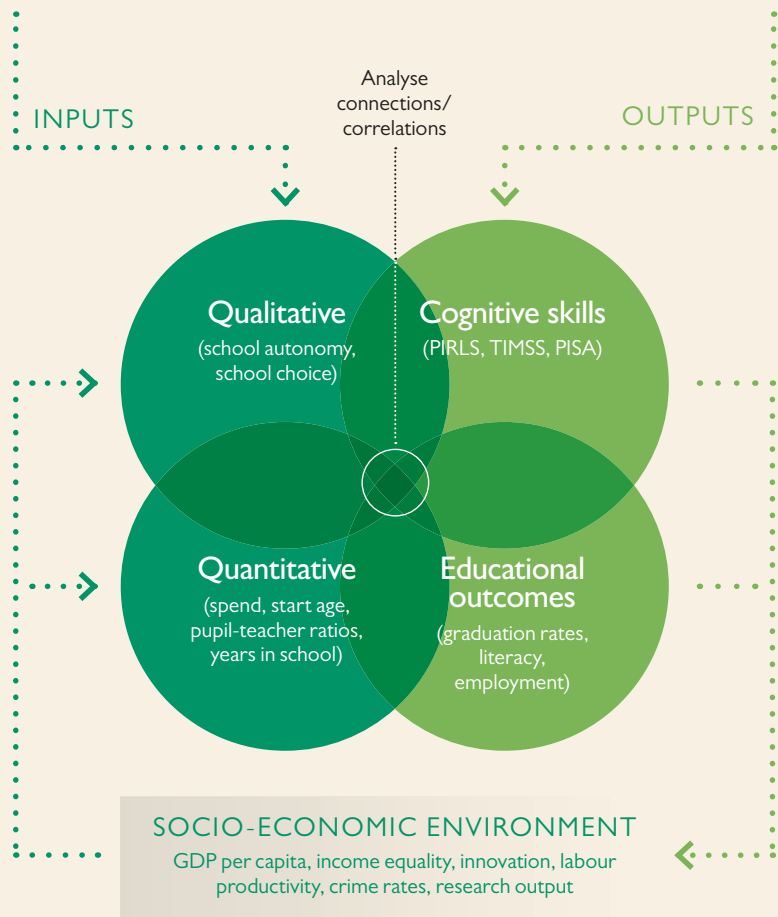 Analyse
connections/
correlations
INPUTS
OUTPUTS
Qualitative
(school autonomy,
school choice)
Cognitive skills
(PIRLS, TIMSS, PISA)
Quantitative
(spend, start age,
pupil-teacher ratios,
years in school)
Educational
outcomes
(graduation rates,
literacy,
employment)
SOCIO-ECONOMIC ENVIRONMENT
GDP per capita, income equality, innovation, labour
productivity, crime rates, research output